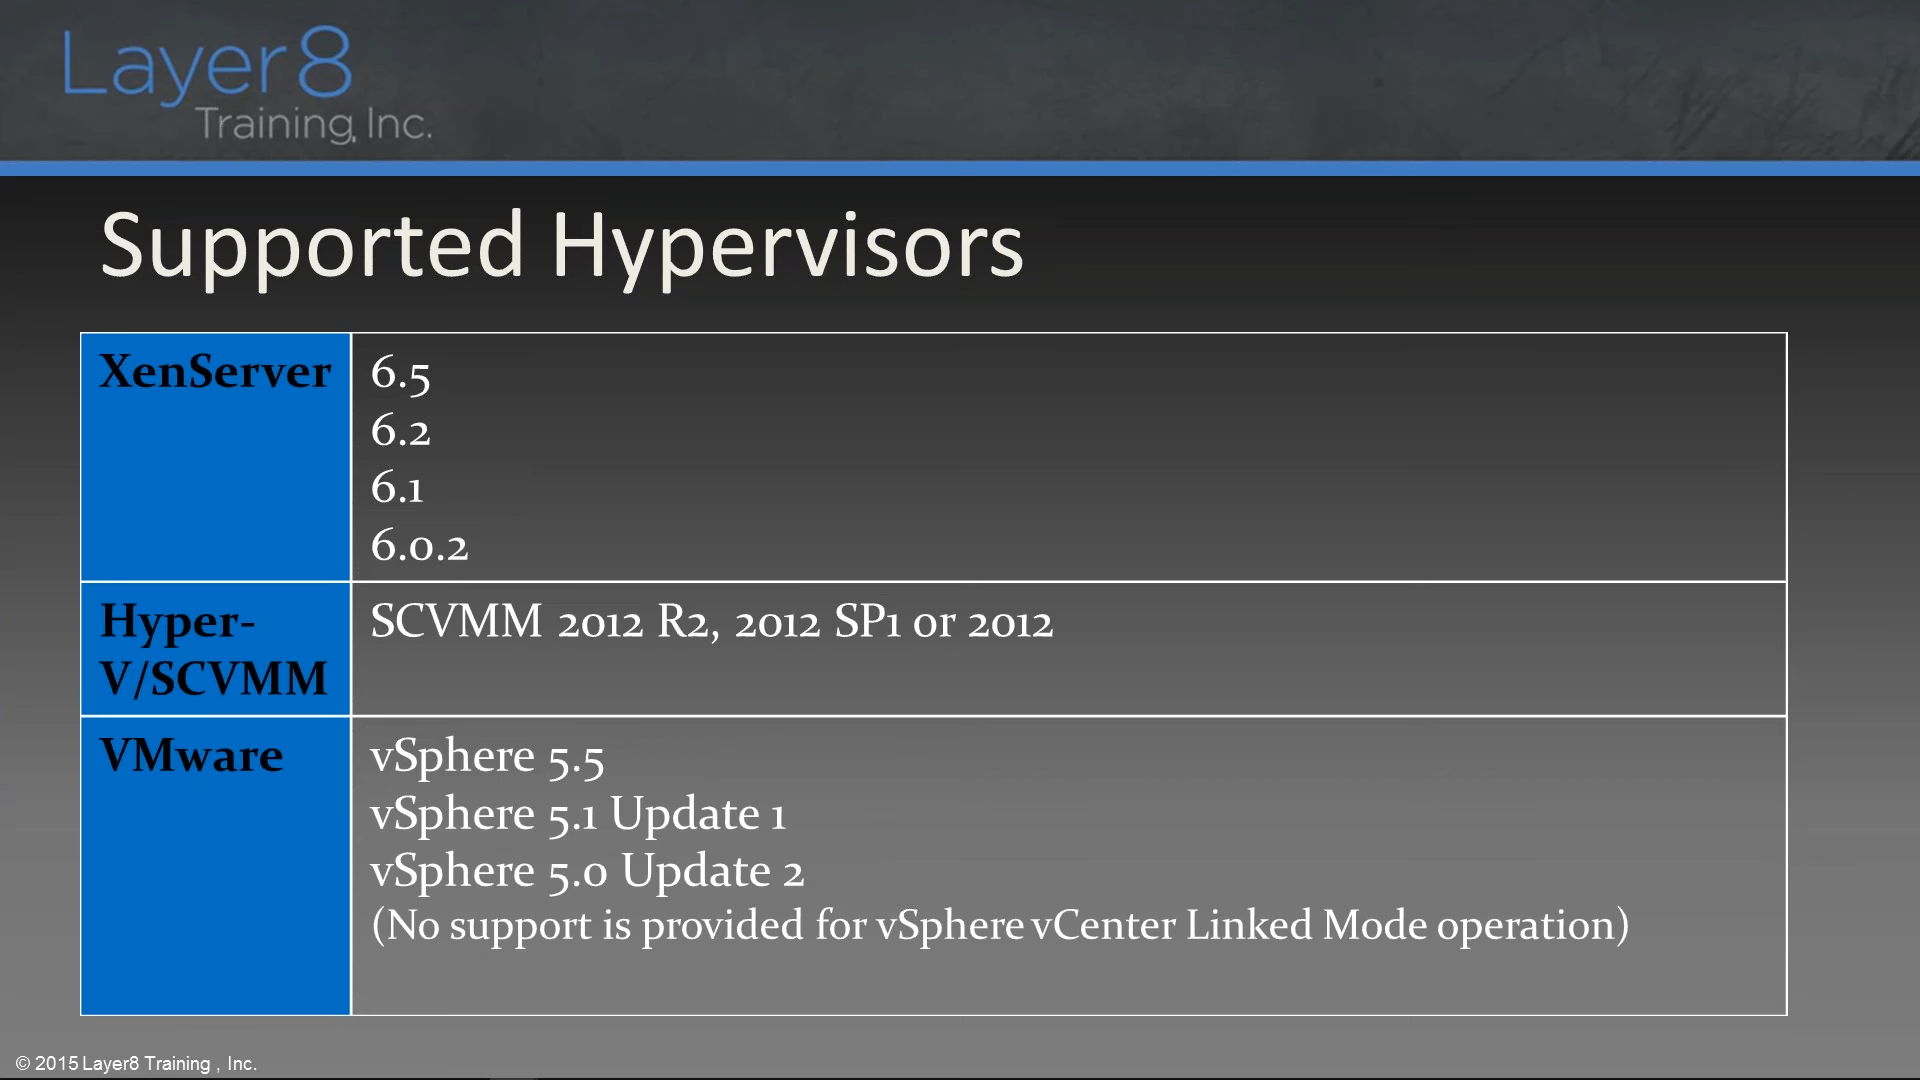 Layer8
Training, Inc.
Supported Hypervisors
XenServer
6.5
6.2
6.1
6.0.2
Hyper-
V/SCVMM
SCVMM 2012 R2, 2012 SP1 or 2012
VMware
vSphere 5.5
vSphere 5.1 Update 1
vSphere 5.0 Update 2
(No support is provided for vSphere vCenter Linked Mode operation)
© 2015 Layer8 Training , Inc.